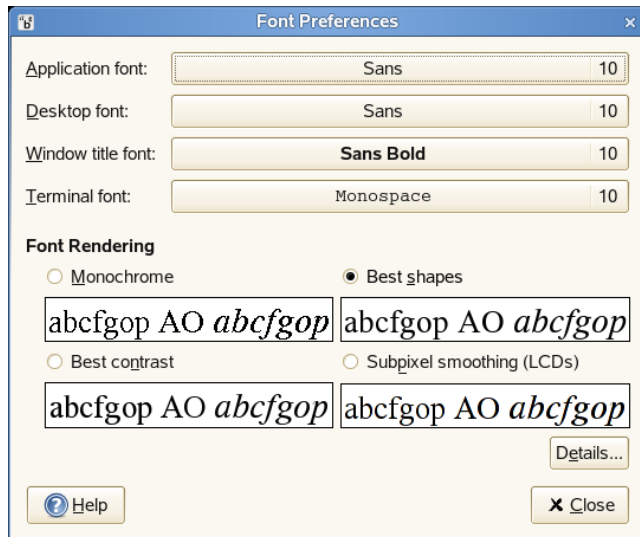 Font Preferences
Application font: Sans 10
Desktop font: Sans 10
Window title font: Sans Bold 10
Terminal font: Monospace 10
Font Rendering
Monochrome Best shapes
abcfgop AO abcfgop abcfgop AO abcfgop
Best contrast Subpixel smoothing (LCDs)
abcfgop AO abcfgop abcfgop AO abcfgop
Details...
Help Close